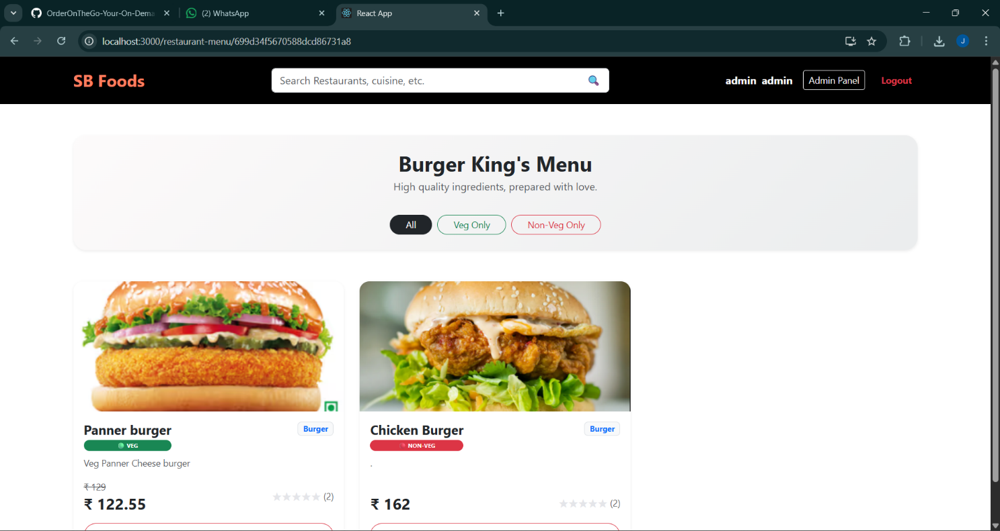 OrderOnTheGo-Your-On-Dema
(2) WhatsApp
React App
localhost:3000/restaurant-menu/699d34f5670588dcd86731a8
J
SB Foods
Search Restaurants, cuisine, etc.
admin admin
Admin Panel
Logout
Burger King's Menu
High quality ingredients, prepared with love.
All
Veg Only
Non-Veg Only
Panner burger
Burger
VEG
Veg Panner Cheese burger
₹ 129
₹ 122.55
(2)
Chicken Burger
Burger
NON-VEG
.
₹ 162
(2)